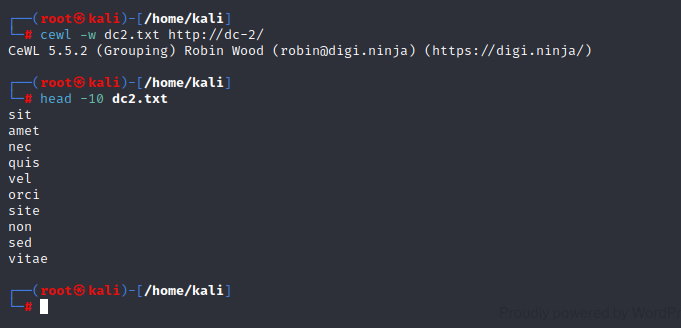 ┌──(root㉿kali)-[/home/kali]
└─# cewl -w dc2.txt http://dc-2/
CeWL 5.5.2 (Grouping) Robin Wood (robin@digi.ninja) (https://digi.ninja/)
┌──(root㉿kali)-[/home/kali]
└─# head -10 dc2.txt
sit
amet
nec
quis
vel
orci
site
non
sed
vitae
┌──(root㉿kali)-[/home/kali]
└─#
Proudly powered by WordP